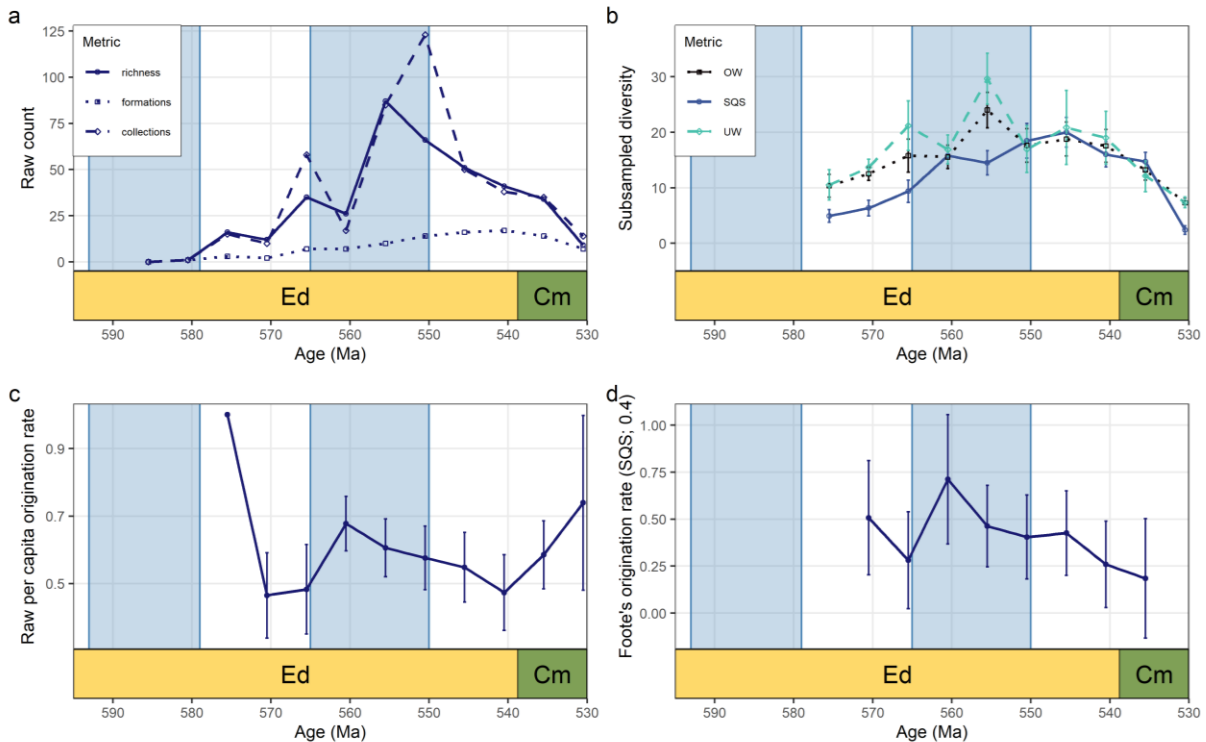 a
Raw count
125
100
75
50
25
0
Metric
richness
formations
collections
Ed
Cm
590
580
570
560
550
540
530
Age (Ma)
b
Subsampled diversity
30
20
10
0
Metric
OW
SQS
UW
Ed
Cm
590
580
570
560
550
540
530
Age (Ma)
c
Raw per capita origination rate
0.9
0.7
0.5
Ed
Cm
590
580
570
560
550
540
530
Age (Ma)
d
Foote's origination rate (SQS; 0.4)
1.00
0.75
0.50
0.25
0.00
Ed
Cm
590
580
570
560
550
540
530
Age (Ma)